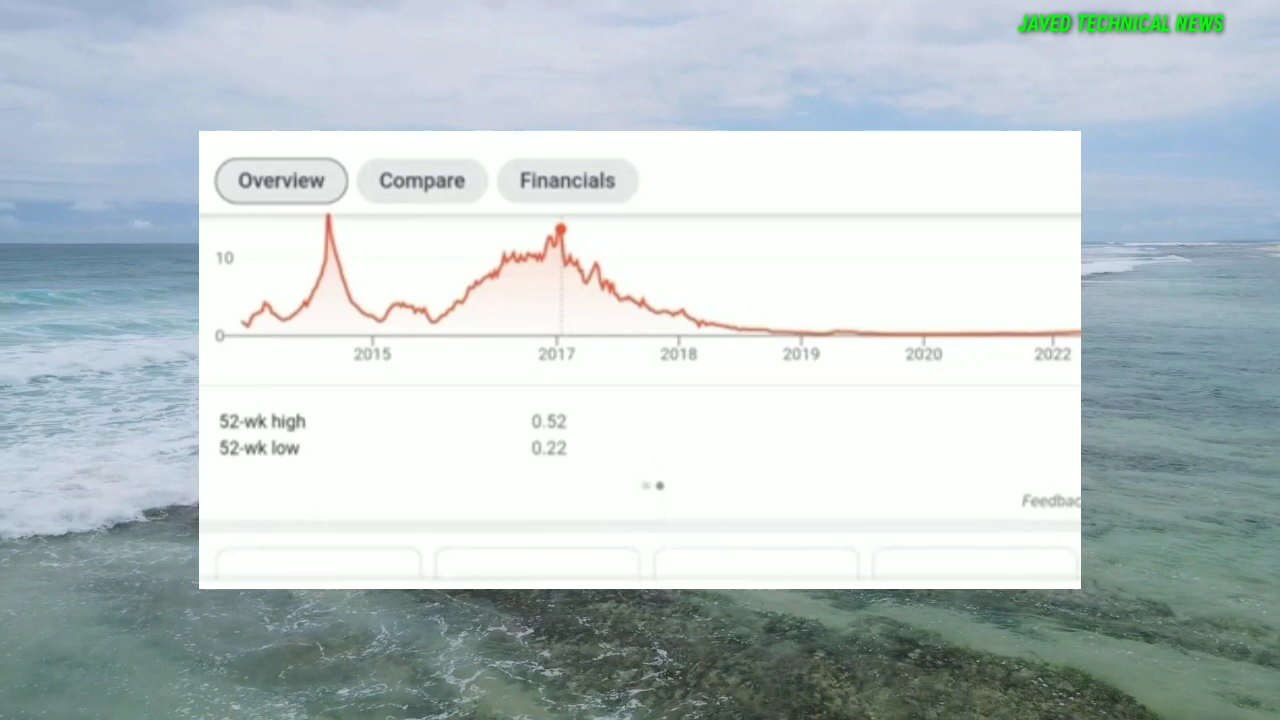 JAVED TECHNICAL NEWS
Overview Compare Financials
10
0
2015 2017 2018 2019 2020 2022
52-wk high 0.52
52-wk low 0.22
Feedbac